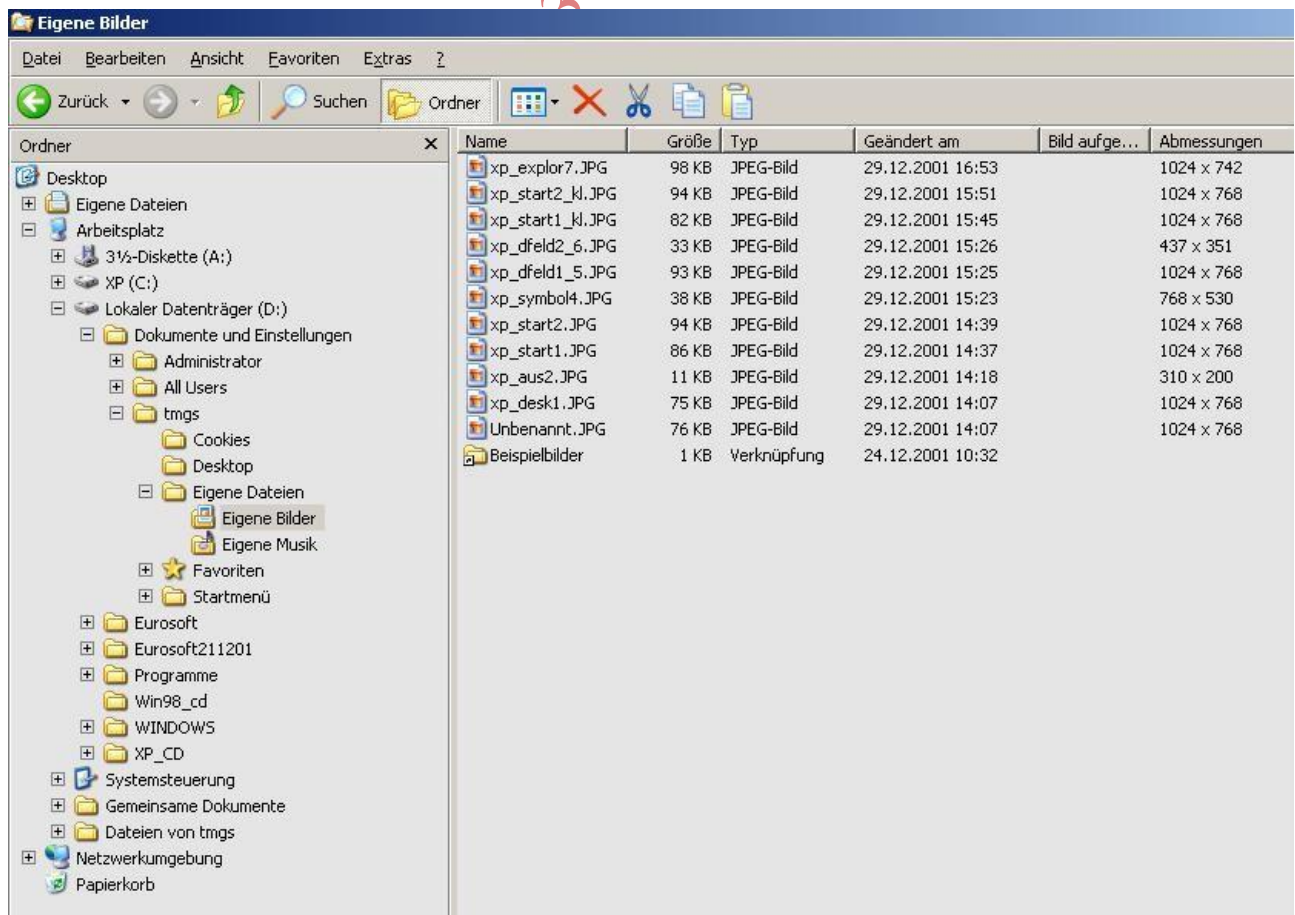 Eigene Bilder
Datei Bearbeiten Ansicht Favoriten Extras ?
Zurück Suchen Ordner
Ordner
Desktop
Eigene Dateien
Arbeitsplatz
3½-Diskette (A:)
XP (C:)
Lokaler Datenträger (D:)
Dokumente und Einstellungen
Administrator
All Users
tmgs
Cookies
Desktop
Eigene Dateien
Eigene Bilder
Eigene Musik
Favoriten
Startmenü
Eurosoft
Eurosoft211201
Programme
Win98_cd
WINDOWS
XP_CD
Systemsteuerung
Gemeinsame Dokumente
Dateien von tmgs
Netzwerkumgebung
Papierkorb
Name Größe Typ Geändert am Bild aufge... Abmessungen
xp_explor7.JPG 98 KB JPEG-Bild 29.12.2001 16:53 1024 x 742
xp_start2_kl.JPG 94 KB JPEG-Bild 29.12.2001 15:51 1024 x 768
xp_start1_kl.JPG 82 KB JPEG-Bild 29.12.2001 15:45 1024 x 768
xp_dfeld2_6.JPG 33 KB JPEG-Bild 29.12.2001 15:26 437 x 351
xp_dfeld1_5.JPG 93 KB JPEG-Bild 29.12.2001 15:25 1024 x 768
xp_symbol4.JPG 38 KB JPEG-Bild 29.12.2001 15:23 768 x 530
xp_start2.JPG 94 KB JPEG-Bild 29.12.2001 14:39 1024 x 768
xp_start1.JPG 86 KB JPEG-Bild 29.12.2001 14:37 1024 x 768
xp_aus2.JPG 11 KB JPEG-Bild 29.12.2001 14:18 310 x 200
xp_desk1.JPG 75 KB JPEG-Bild 29.12.2001 14:07 1024 x 768
Unbenannt.JPG 76 KB JPEG-Bild 29.12.2001 14:07 1024 x 768
Beispielbilder 1 KB Verknüpfung 24.12.2001 10:32